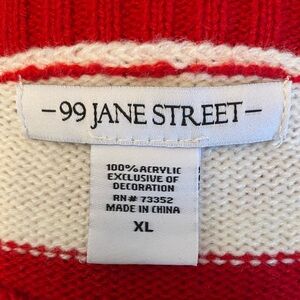 -99 JANE STREET-
100% ACRYLIC
EXCLUSIVE OF
DECORATION
RN# 73352
MADE IN CHINA
XL